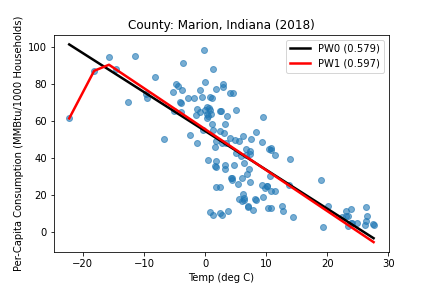 County: Marion, Indiana (2018)
PW0 (0.579)
PW1 (0.597)
Per-Capita Consumption (MMBtu/1000 Households)
100
80
60
40
20
0
−20
−10
0
10
20
30
Temp (deg C)